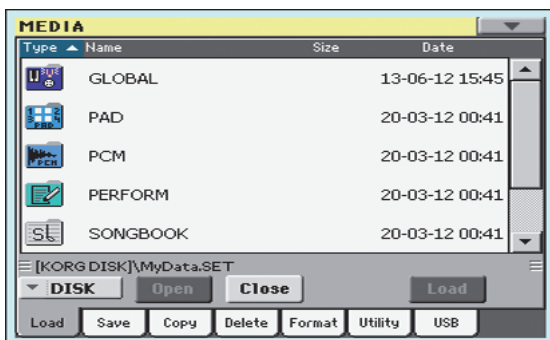 MEDIA
Type Name Size Date
GLOBAL 13-06-12 15:45
PAD 20-03-12 00:41
PCM 20-03-12 00:41
PERFORM 20-03-12 00:41
SONGBOOK 20-03-12 00:41
[KORG DISK]\MyData.SET
DISK Open Close Load
Load Save Copy Delete Format Utility USB